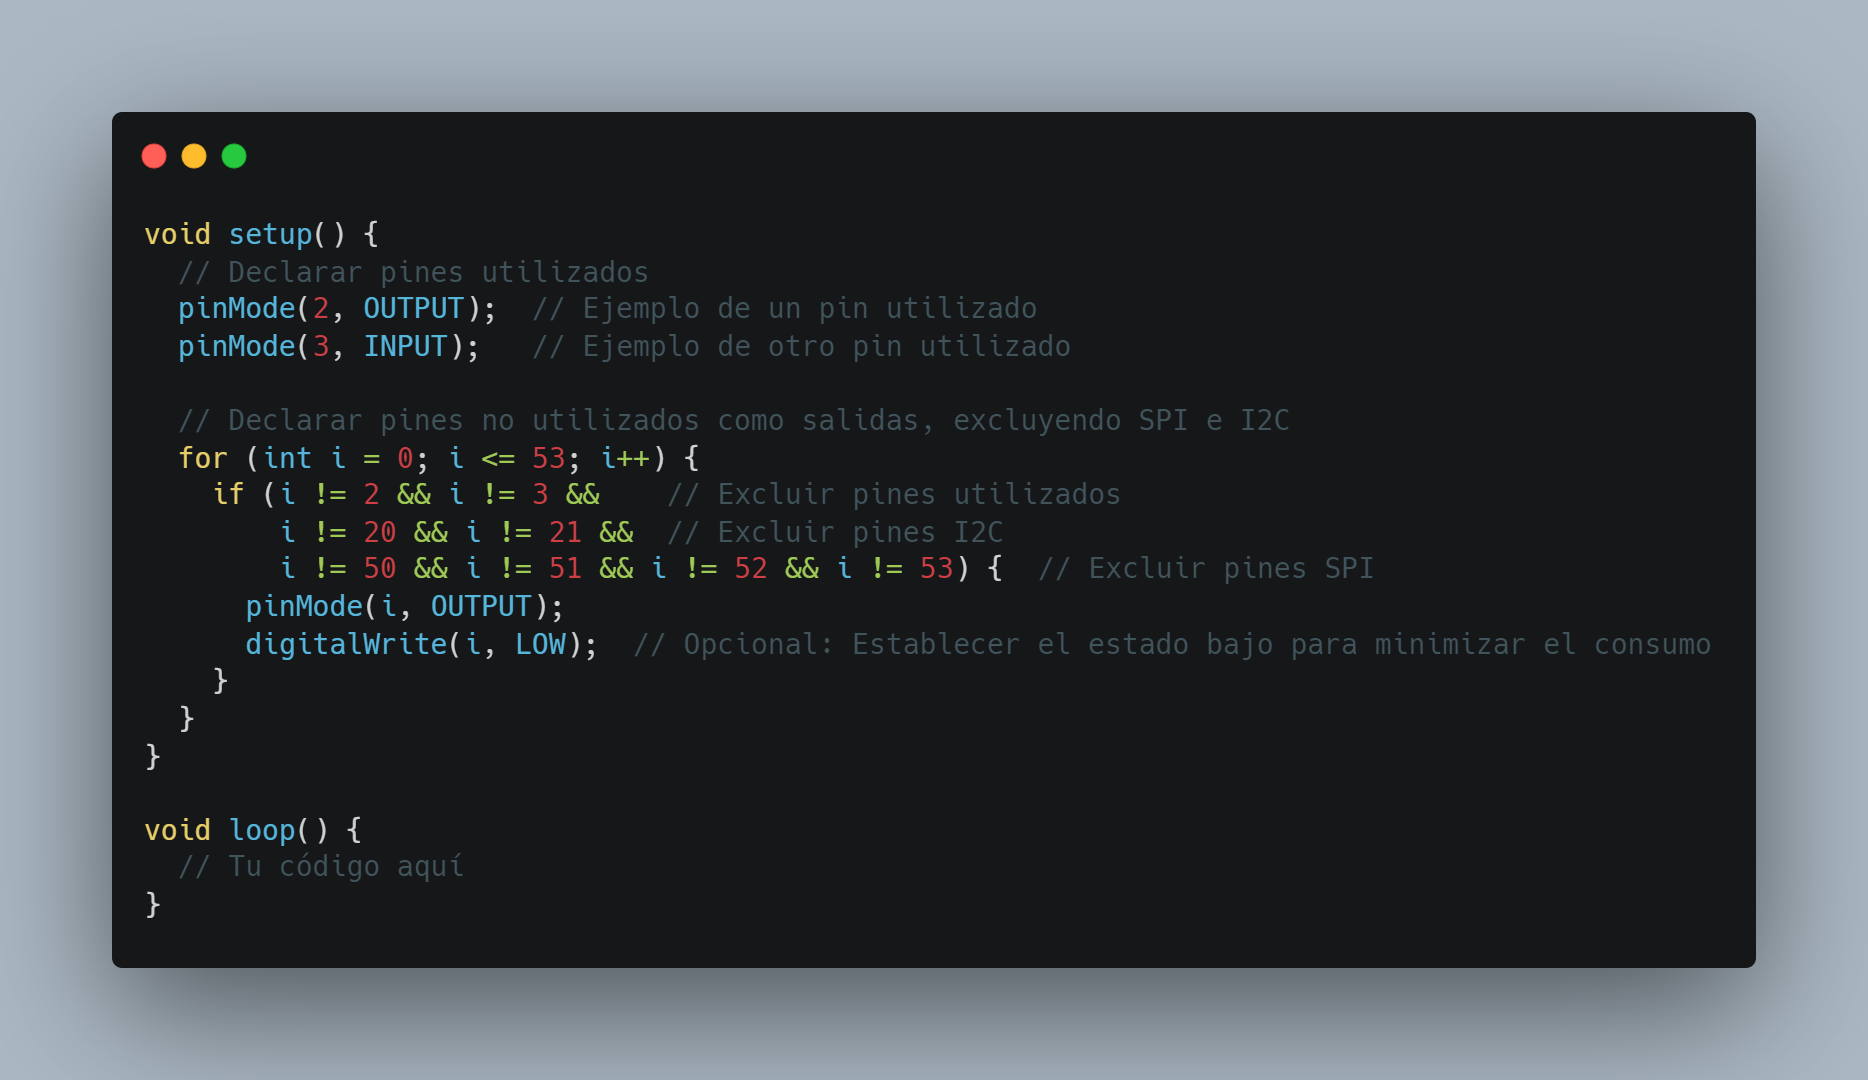 void setup() {
  // Declarar pines utilizados
  pinMode(2, OUTPUT);  // Ejemplo de un pin utilizado
  pinMode(3, INPUT);   // Ejemplo de otro pin utilizado

  // Declarar pines no utilizados como salidas, excluyendo SPI e I2C
  for (int i = 0; i <= 53; i++) {
    if (i != 2 && i != 3 &&    // Excluir pines utilizados
        i != 20 && i != 21 &&  // Excluir pines I2C
        i != 50 && i != 51 && i != 52 && i != 53) {  // Excluir pines SPI
      pinMode(i, OUTPUT);
      digitalWrite(i, LOW);  // Opcional: Establecer el estado bajo para minimizar el consumo
    }
  }
}

void loop() {
  // Tu código aquí
}